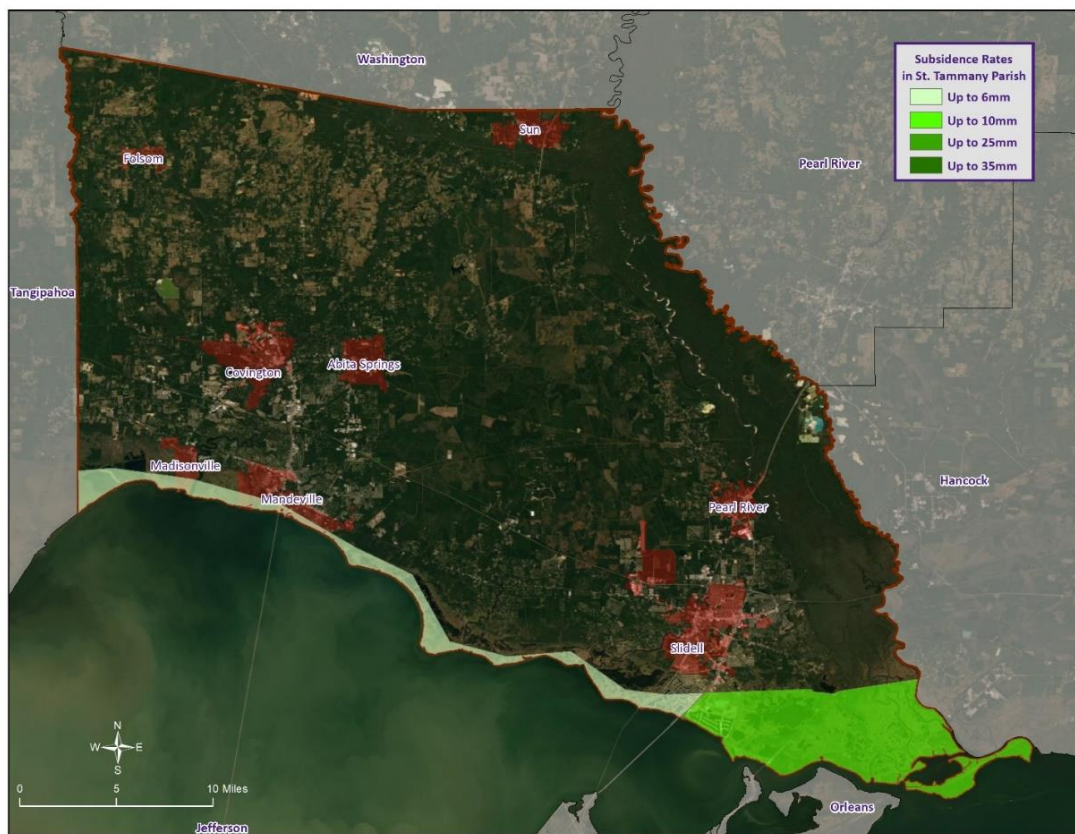 Washington
Subsidence Rates
in St. Tammany Parish
Up to 6mm
Up to 10mm
Up to 25mm
Up to 35mm
Sun
Folsom
Pearl River
Tangipahoa
Covington
Abita Springs
Madisonville
Mandeville
Pearl River
Hancock
Slidell
N
W E
S
0 5 10 Miles
Orleans
Jefferson